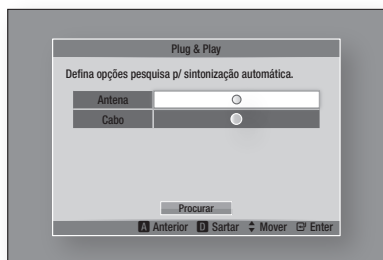 Plug & Play
Defina opções pesquisa p/ sintonização automática.
Antena
Cabo
Procurar
A Anterior D Sartar Mover Enter